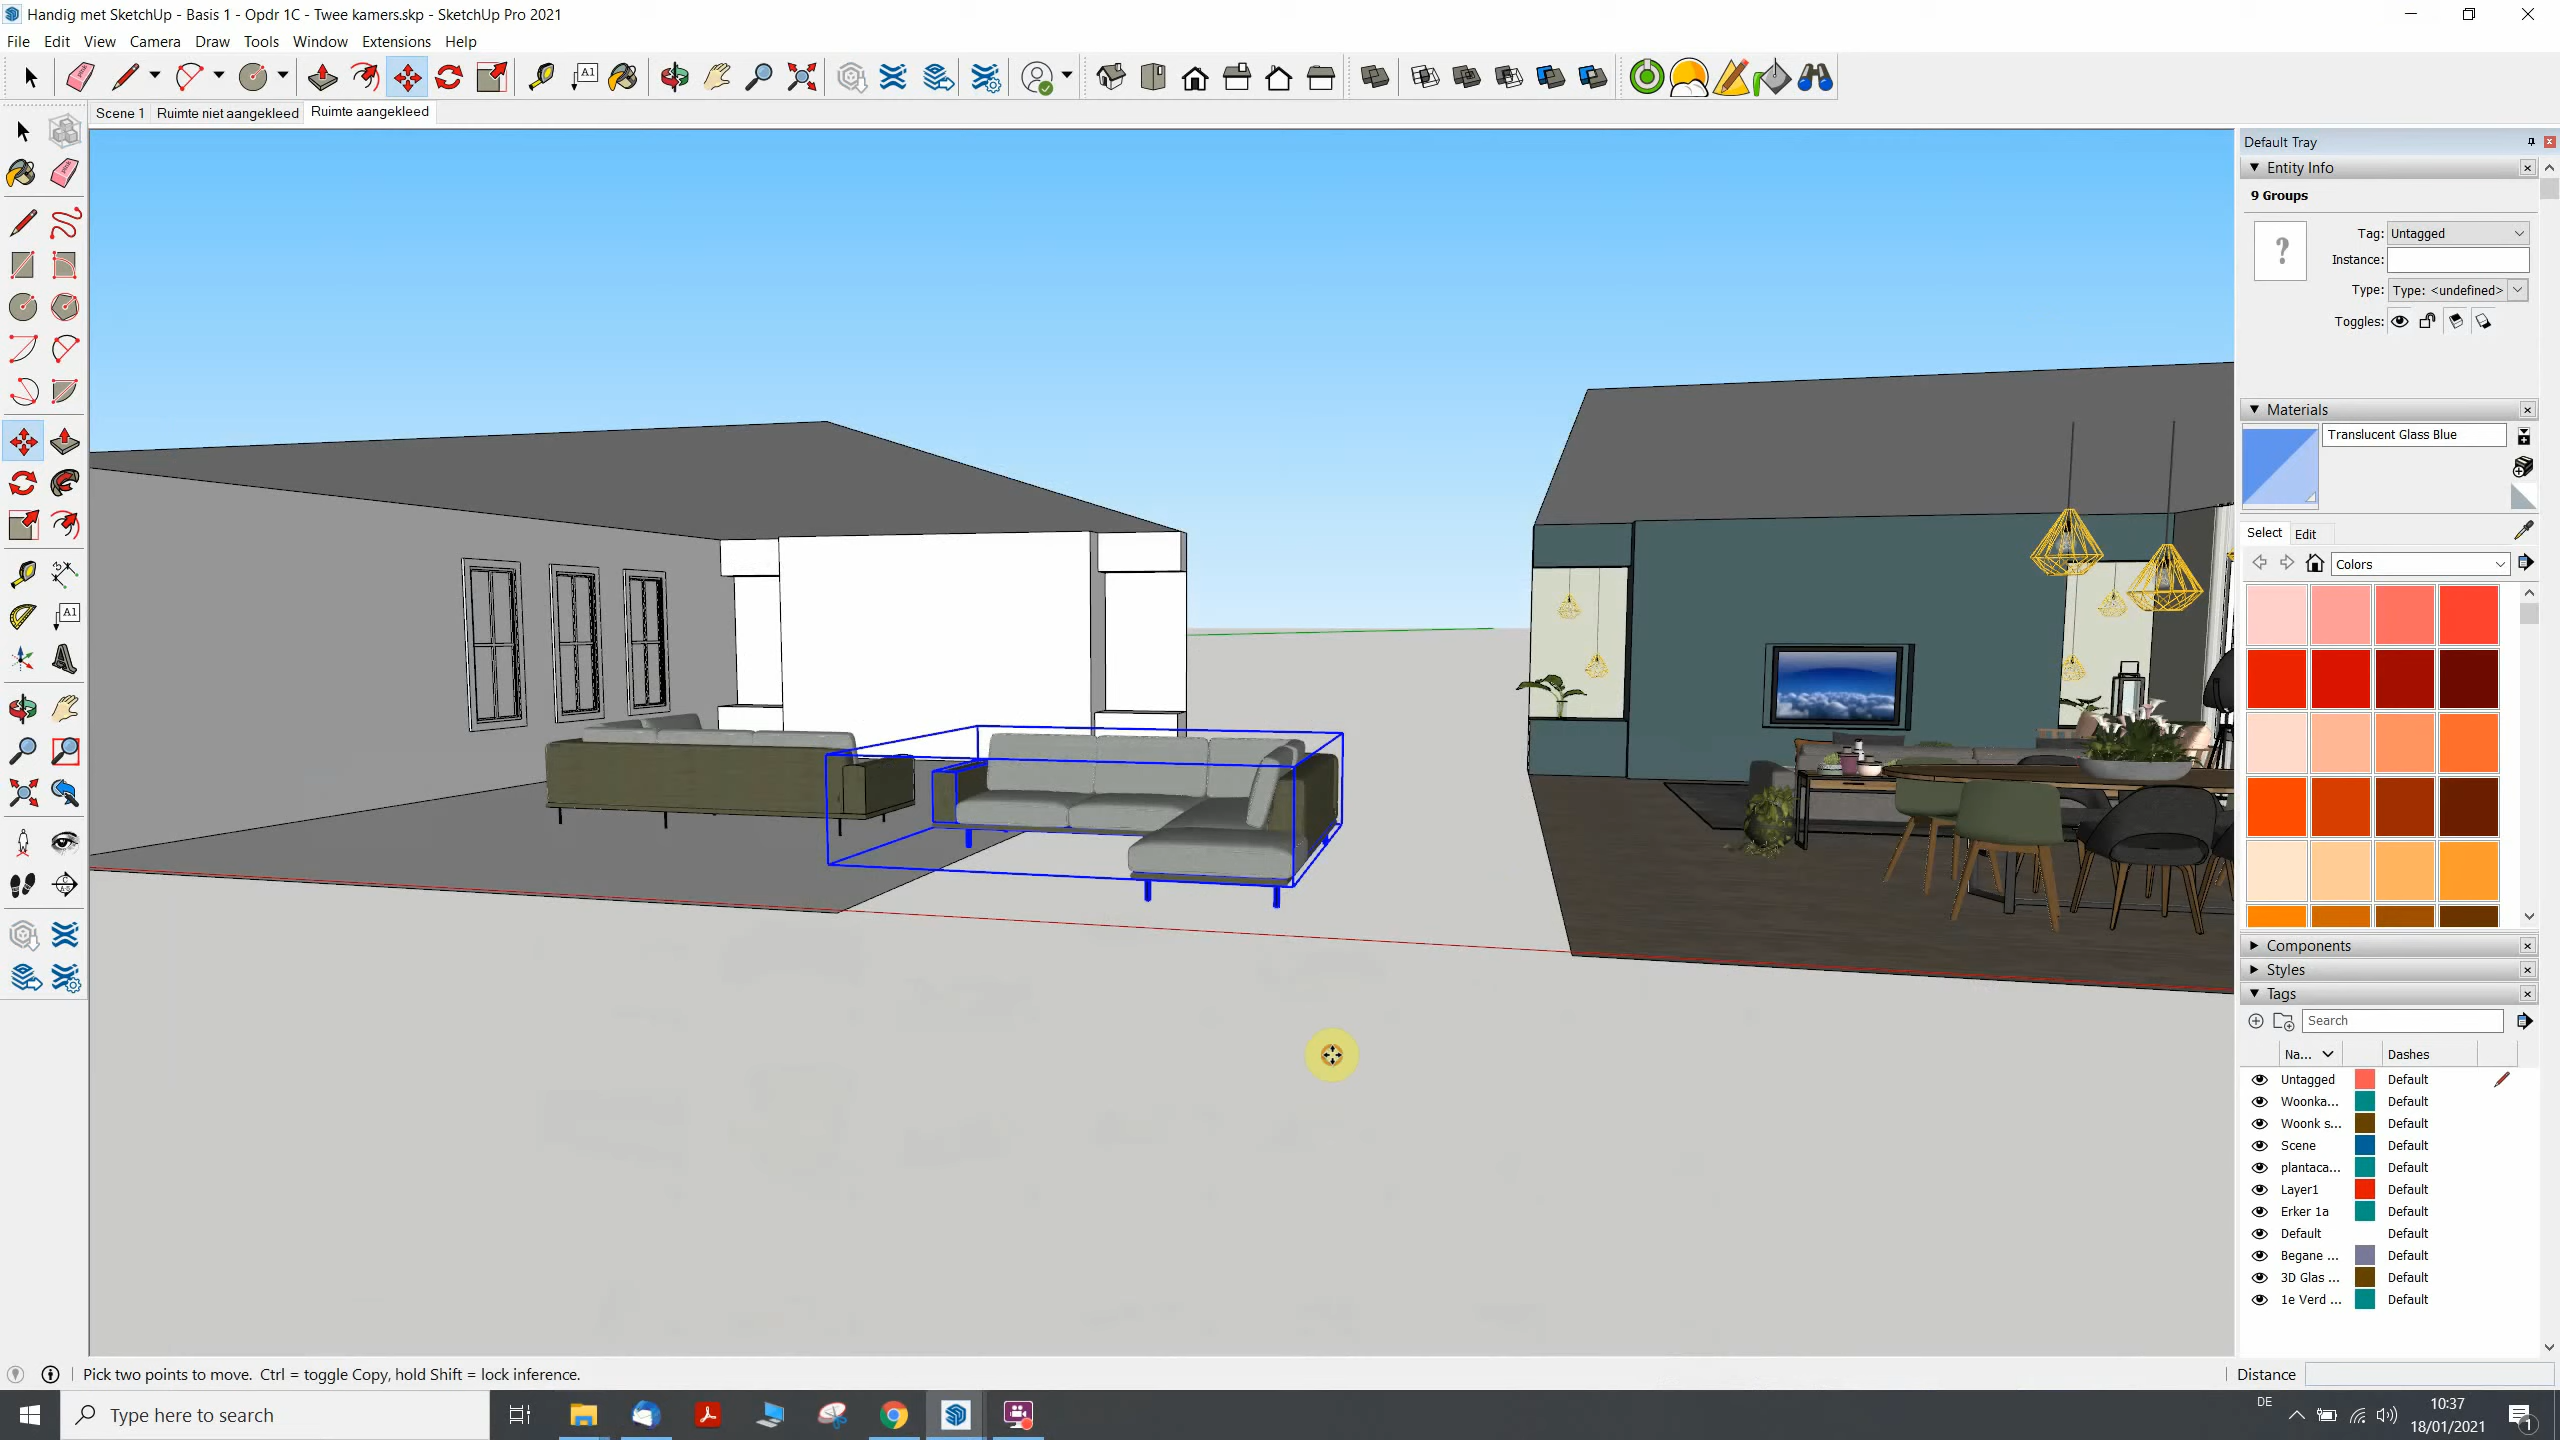 Handig met SketchUp - Basis 1 - Opdr 1C - Twee kamers.skp - SketchUp Pro 2021
File Edit View Camera Draw Tools Window Extensions Help
A1
Scene 1 Ruimte niet aangekleed Ruimte aangekleed
Default Tray
Entity Info
9 Groups
Tag: Untagged
Instance:
Type: Type: <undefined>
Toggles:
Materials
Translucent Glass Blue
Select Edit
Colors
A1
Components
Styles
Tags
Search
Na... Dashes
Untagged Default
Woonka... Default
Woonk s... Default
Scene Default
plantaca... Default
Layer1 Default
Erker 1a Default
Default Default
Begane ... Default
3D Glas ... Default
1e Verd ... Default
Pick two points to move. Ctrl = toggle Copy, hold Shift = lock inference.
Distance
Type here to search
DE
10:37
18/01/2021
1